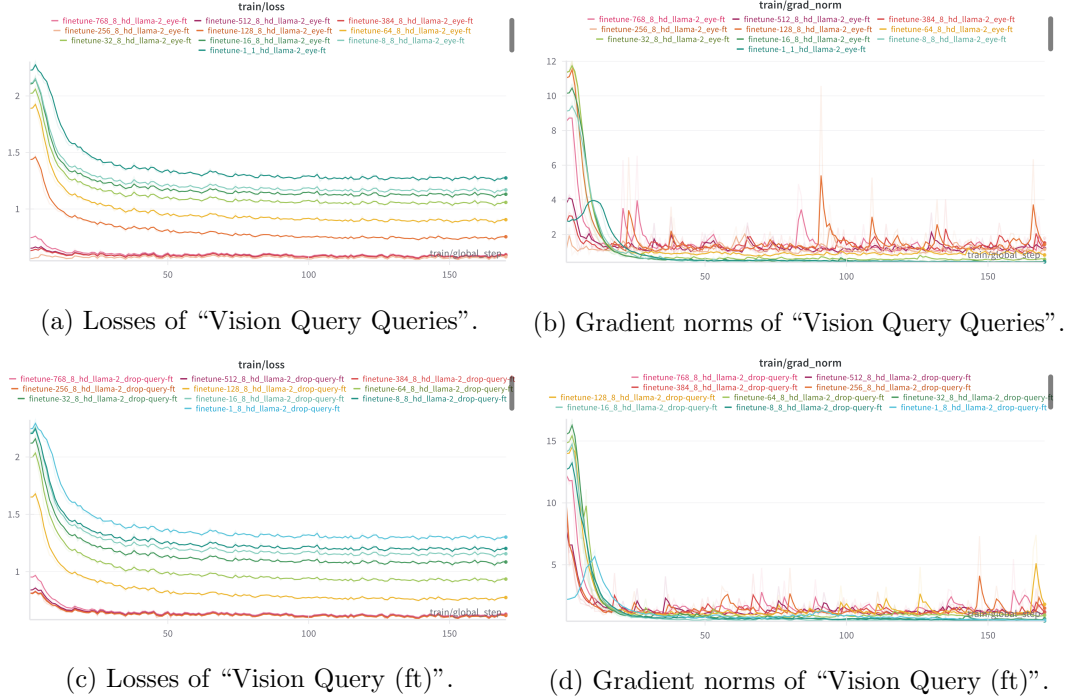 train/loss
finetune-768_8_hd_llama-2_eye-ft finetune-512_8_hd_llama-2_eye-ft finetune-384_8_hd_llama-2_eye-ft
finetune-256_8_hd_llama-2_eye-ft finetune-128_8_hd_llama-2_eye-ft finetune-64_8_hd_llama-2_eye-ft
finetune-32_8_hd_llama-2_eye-ft finetune-16_8_hd_llama-2_eye-ft finetune-8_8_hd_llama-2_eye-ft
finetune-1_1_hd_llama-2_eye-ft
2
1.5
1
train/global_step
50 100 150
(a) Losses of “Vision Query Queries”.
train/grad_norm
finetune-768_8_hd_llama-2_eye-ft finetune-512_8_hd_llama-2_eye-ft finetune-384_8_hd_llama-2_eye-ft
finetune-256_8_hd_llama-2_eye-ft finetune-128_8_hd_llama-2_eye-ft finetune-64_8_hd_llama-2_eye-ft
finetune-32_8_hd_llama-2_eye-ft finetune-16_8_hd_llama-2_eye-ft finetune-8_8_hd_llama-2_eye-ft
finetune-1_1_hd_llama-2_eye-ft
12
10
8
6
4
2
train/global_step
50 100 150
(b) Gradient norms of “Vision Query Queries”.
train/loss
finetune-768_8_hd_llama-2_drop-query-ft finetune-512_8_hd_llama-2_drop-query-ft finetune-384_8_hd_llama-2_drop-query-ft
finetune-256_8_hd_llama-2_drop-query-ft finetune-128_8_hd_llama-2_drop-query-ft finetune-64_8_hd_llama-2_drop-query-ft
finetune-32_8_hd_llama-2_drop-query-ft finetune-16_8_hd_llama-2_drop-query-ft finetune-8_8_hd_llama-2_drop-query-ft
finetune-1_8_hd_llama-2_drop-query-ft
2
1.5
1
train/global_step
50 100 150
(c) Losses of “Vision Query (ft)”.
train/grad_norm
finetune-768_8_hd_llama-2_drop-query-ft finetune-512_8_hd_llama-2_drop-query-ft
finetune-384_8_hd_llama-2_drop-query-ft finetune-256_8_hd_llama-2_drop-query-ft
finetune-128_8_hd_llama-2_drop-query-ft finetune-64_8_hd_llama-2_drop-query-ft finetune-32_8_hd_llama-2_drop-query-ft
finetune-16_8_hd_llama-2_drop-query-ft finetune-8_8_hd_llama-2_drop-query-ft finetune-1_8_hd_llama-2_drop-query-ft
15
10
5
train/global_step
50 100 150
(d) Gradient norms of “Vision Query (ft)”.